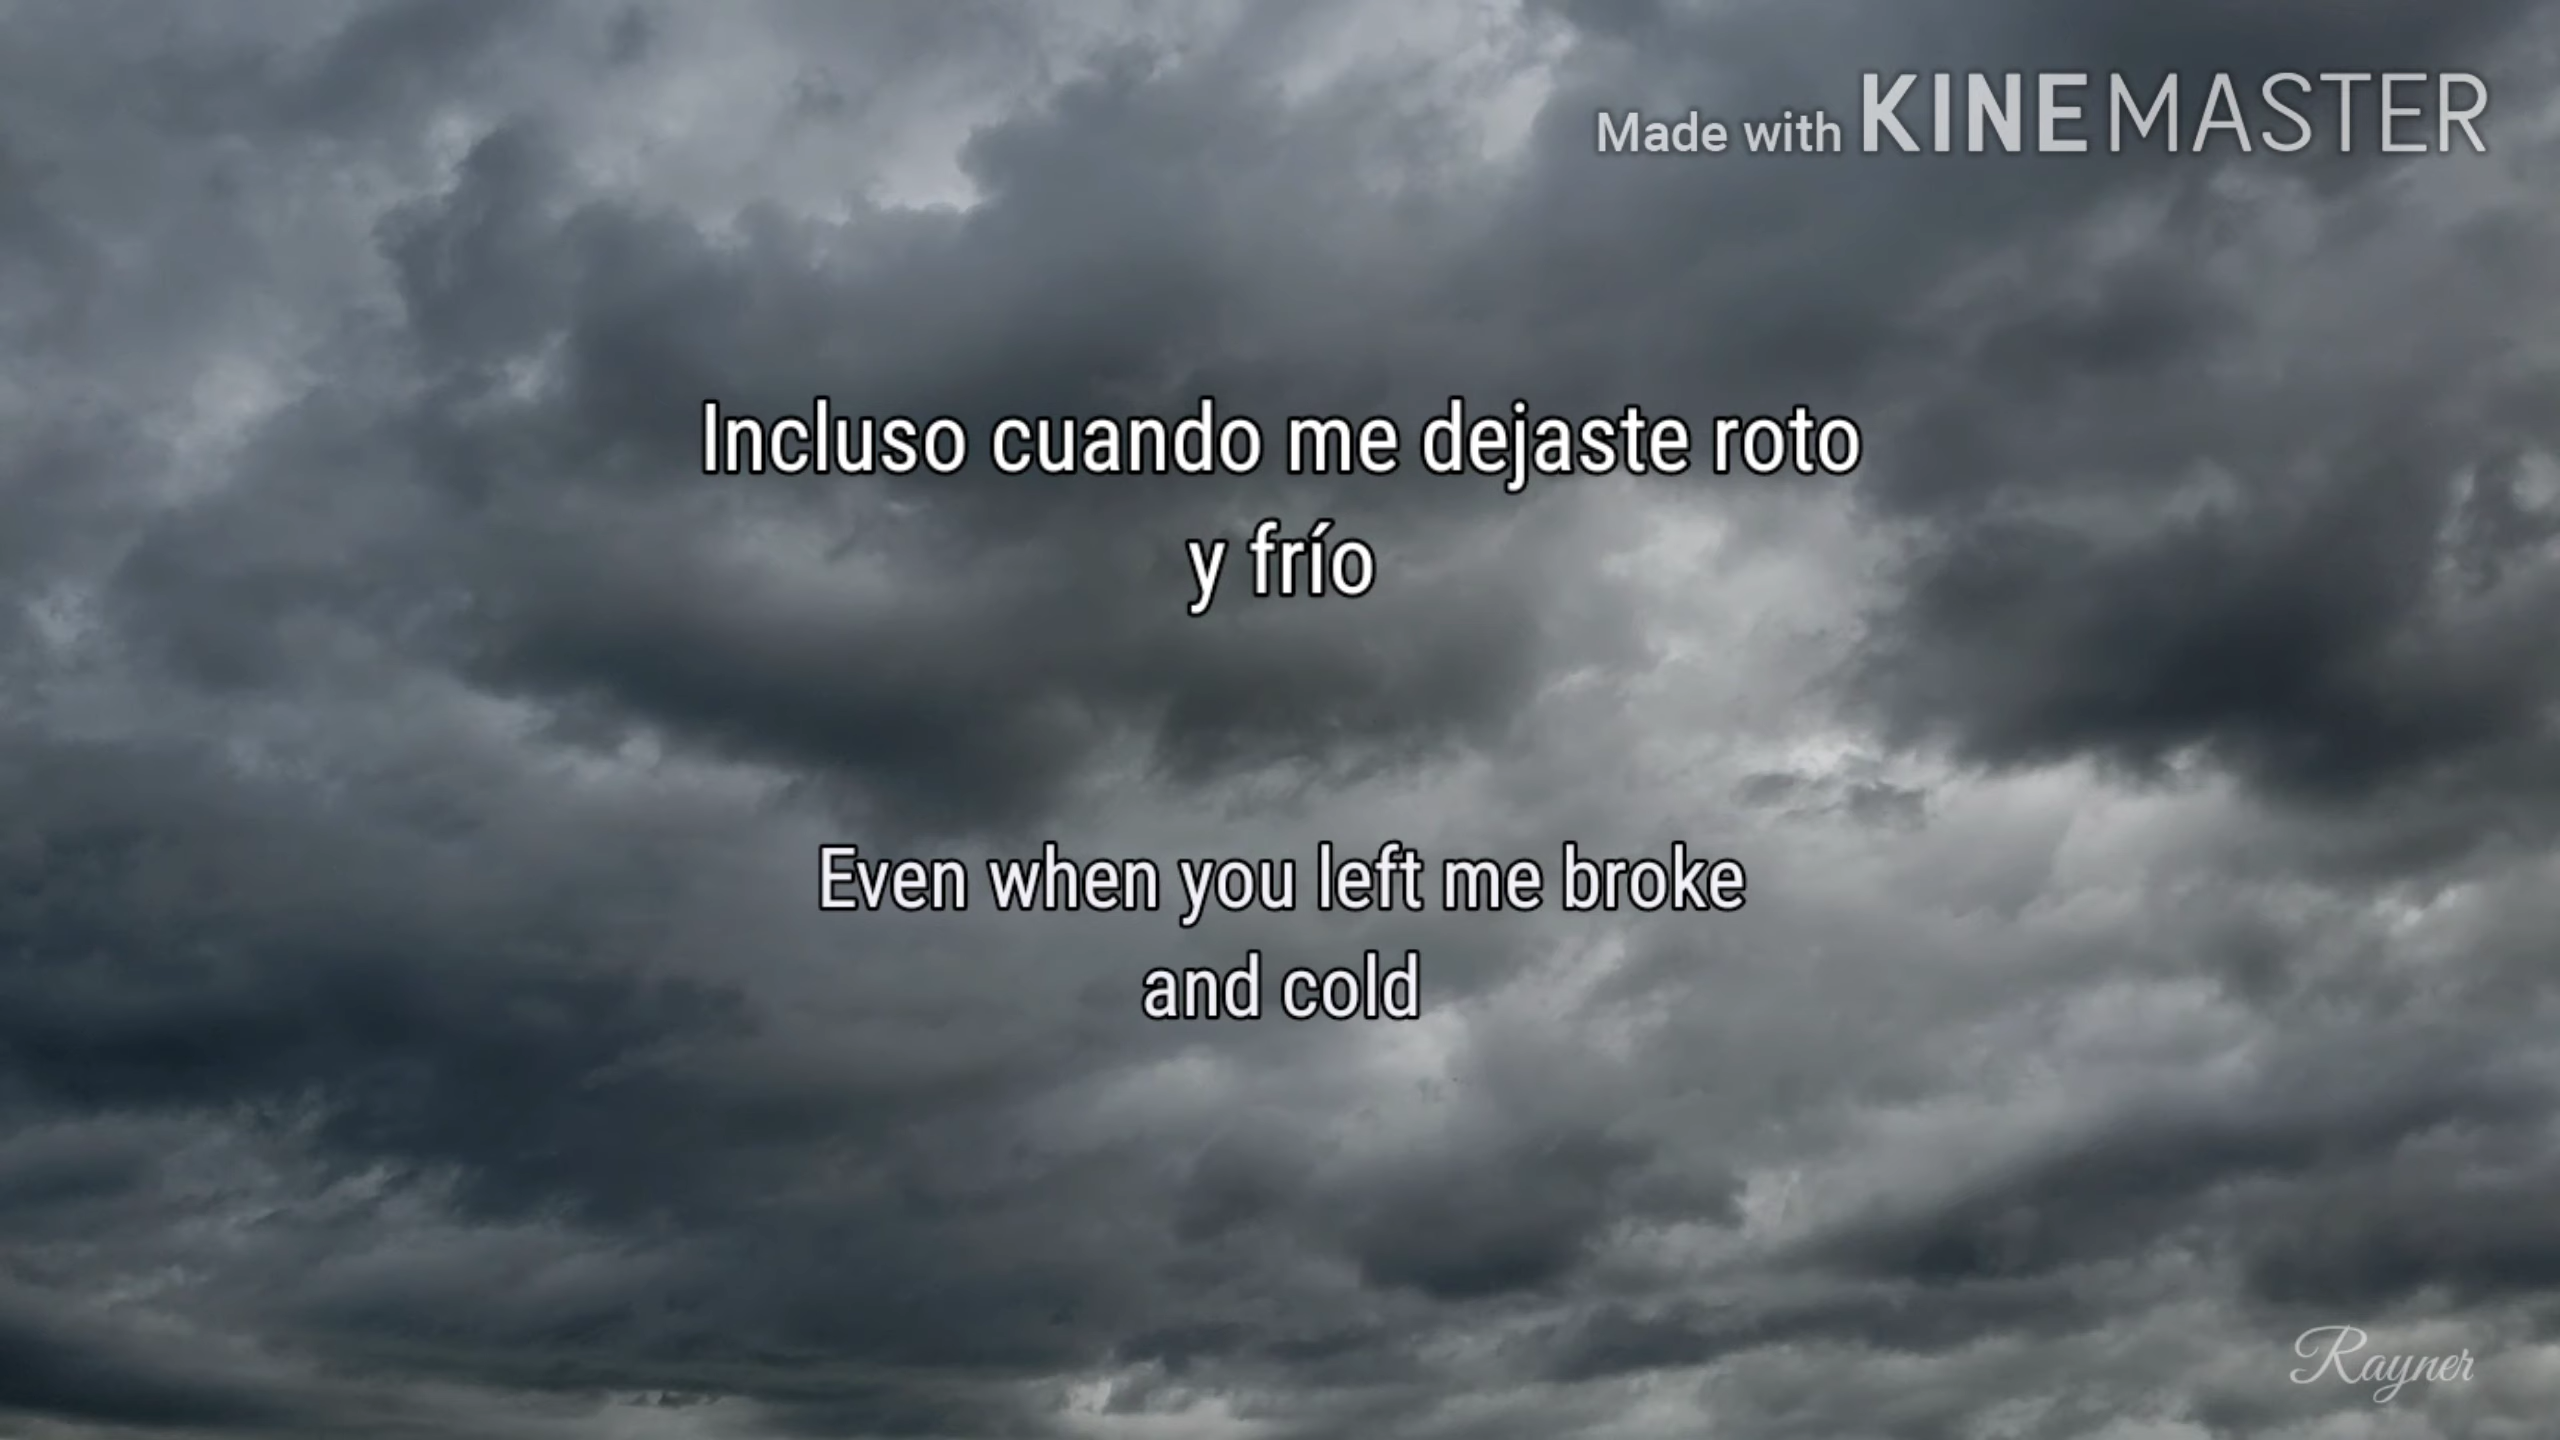 Made with KINEMASTER
Incluso cuando me dejaste roto
y frío
Even when you left me broke
and cold
Rayner